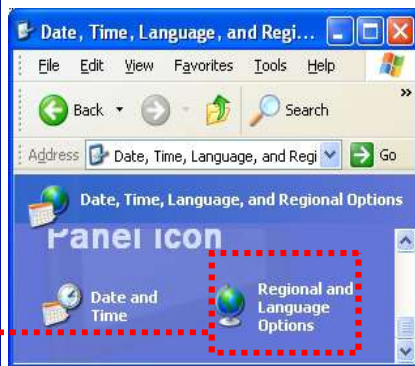 Date, Time, Language, and Regi...
File Edit View Favorites Tools Help
Back Search »
Address Date, Time, Language, and Regi Go
Date, Time, Language, and Regional Options
Panel Icon
Date and
Time
Regional and
Language
Options